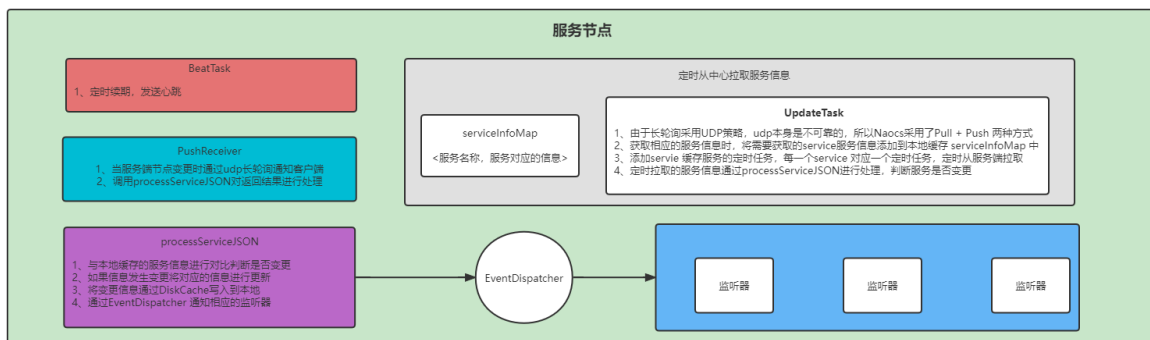 服务节点
BeatTask
1、定时续期，发送心跳
PushReceiver
1、当服务端节点变更时通过udp长轮询通知客户端
2、调用processServiceJSON对返回结果进行处理
定时从中心拉取服务信息
serviceInfoMap
<服务名称，服务对应的信息>
UpdateTask
1、由于长轮询采用UDP策略，udp本身是不可靠的，所以Naocs采用了Pull + Push 两种方式
2、获取相应的服务信息时，将需要获取的service服务信息添加到本地缓存 serviceInfoMap 中
3、添加servie 缓存服务的定时任务，每一个service 对应一个定时任务，定时从服务端拉取
4、定时拉取的服务信息通过processServiceJSON进行处理，判断服务是否变更
processServiceJSON
1、与本地缓存的服务信息进行对比判断是否变更
2、如果信息发生变更将对应的信息进行更新
3、将变更信息通过DiskCache写入到本地
4、通过EventDispatcher 通知相应的监听器
EventDispatcher
监听器
监听器
监听器